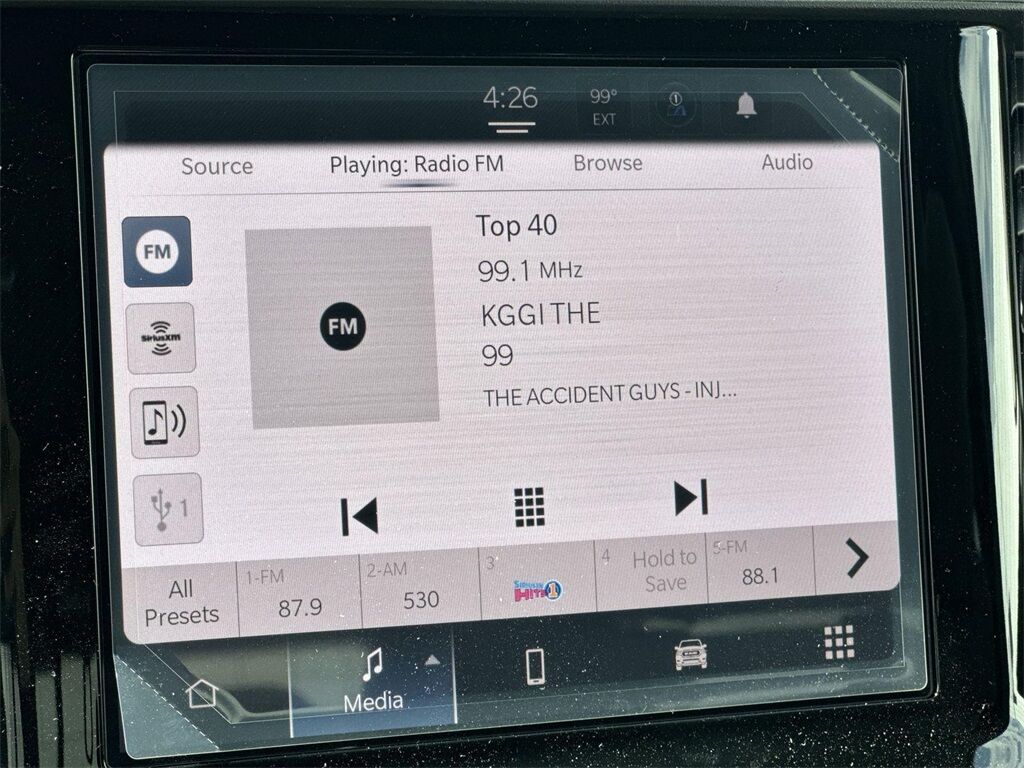 4:26
99°
EXT
1
Source
Playing: Radio FM
Browse
Audio
FM
SiriusXM
1
FM
Top 40
99.1 MHz
KGGI THE
99
THE ACCIDENT GUYS - INJ...
All
Presets
1-FM
87.9
2-AM
530
3
SiriusXM
HITS 1
4
Hold to
Save
5-FM
88.1
Media